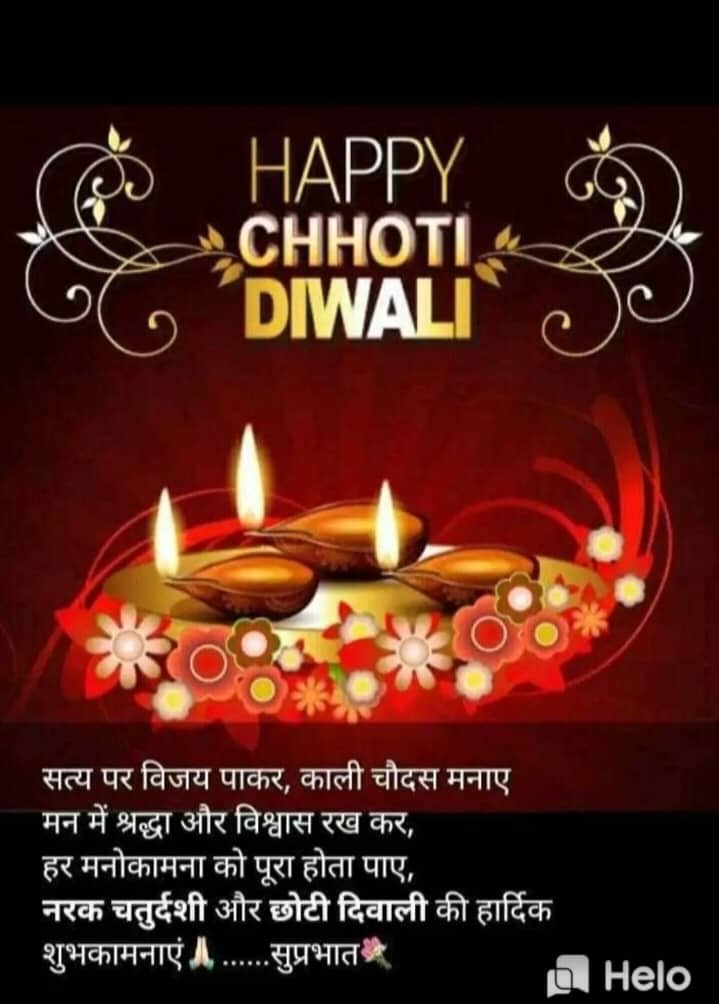 HAPPY
CHHOTI
DIWALI
सत्य पर विजय पाकर, काली चौदस मनाए
मन में श्रद्धा और विश्वास रख कर,
हर मनोकामना को पूरा होता पाए,
नरक चतुर्दशी और छोटी दिवाली की हार्दिक
शुभकामनाएं🙏🏻......सुप्रभात💐
Helo